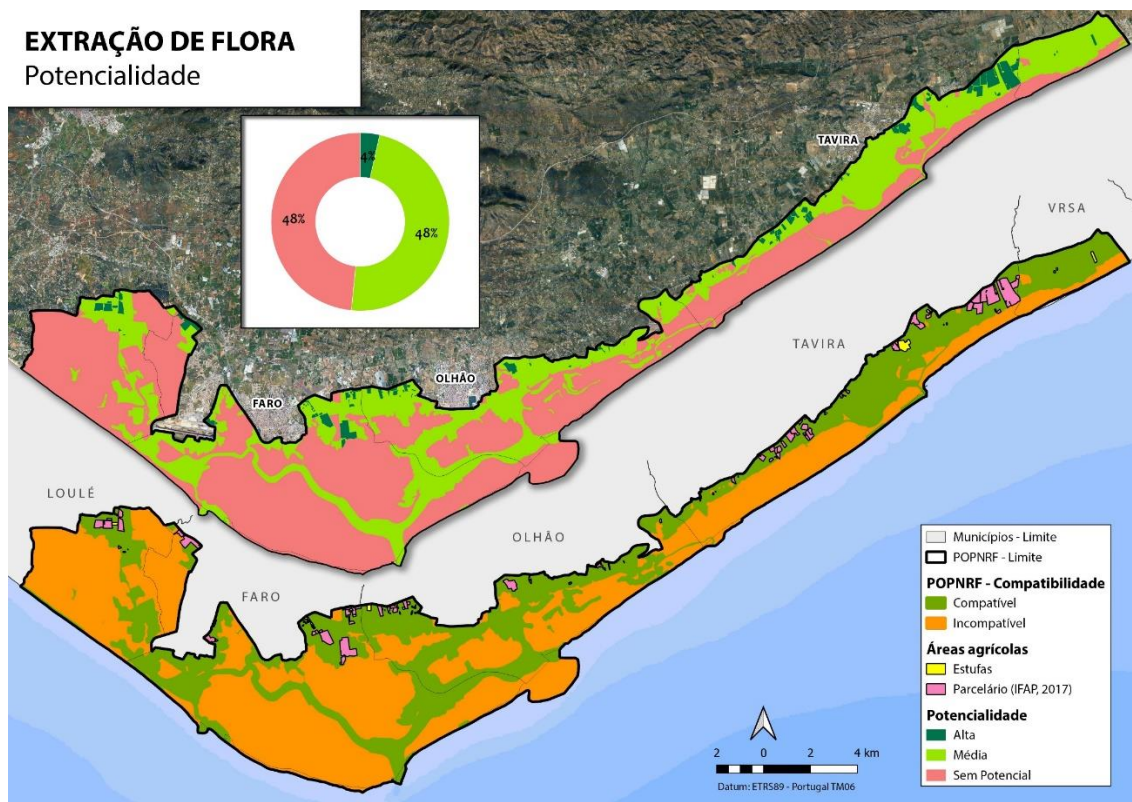 EXTRAÇÃO DE FLORA
Potencialidade
4%
48%
48%
TAVIRA
OLHÃO
FARO
VRSA
TAVIRA
LOULÉ
OLHÃO
FARO
Municípios - Limite
POPNRF - Limite
POPNRF - Compatibilidade
Compatível
Incompatível
Áreas agrícolas
Estufas
Parcelário (IFAP, 2017)
Potencialidade
Alta
Média
Sem Potencial
2 0 2 4 km
Datum: ETRS89 - Portugal TM06